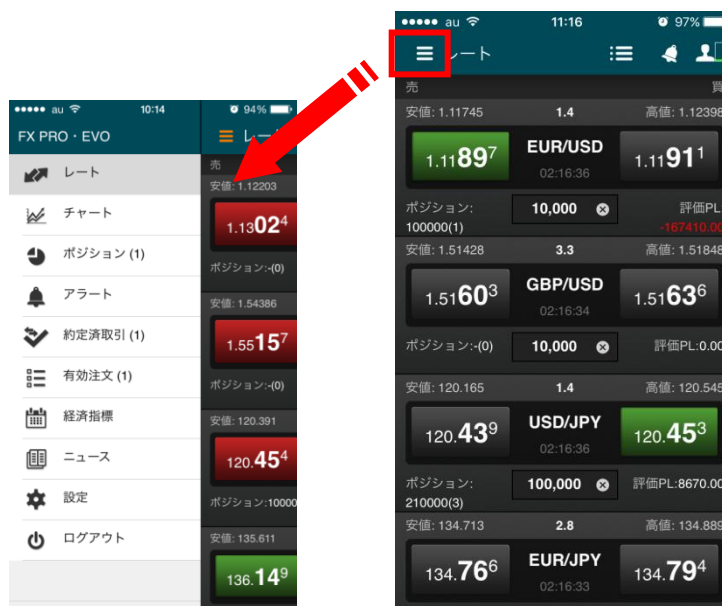 au 10:14 94%
FX PRO・EVO
レート
レート
チャート
ポジション (1)
アラート
約定済取引 (1)
有効注文 (1)
経済指標
ニュース
設定
ログアウト
売
安値: 1.12203
1.13024
ポジション:-(0)
安値: 1.54386
1.55157
ポジション:-(0)
安値: 120.391
120.454
ポジション:10000
安値: 135.611
136.149
au 11:16 97%
レート
売 買
安値: 1.11745 1.4 高値: 1.12398
1.11897 EUR/USD 1.11911
02:16:36
ポジション: 10,000 評価PL:
100000(1) -167410.00
安値: 1.51428 3.3 高値: 1.51848
1.51603 GBP/USD 1.51636
02:16:34
ポジション:-(0) 10,000 評価PL:0.00
安値: 120.165 1.4 高値: 120.545
120.439 USD/JPY 120.453
02:16:36
ポジション: 100,000 評価PL:8670.00
210000(3)
安値: 134.713 2.8 高値: 134.889
134.766 EUR/JPY 134.794
02:16:33